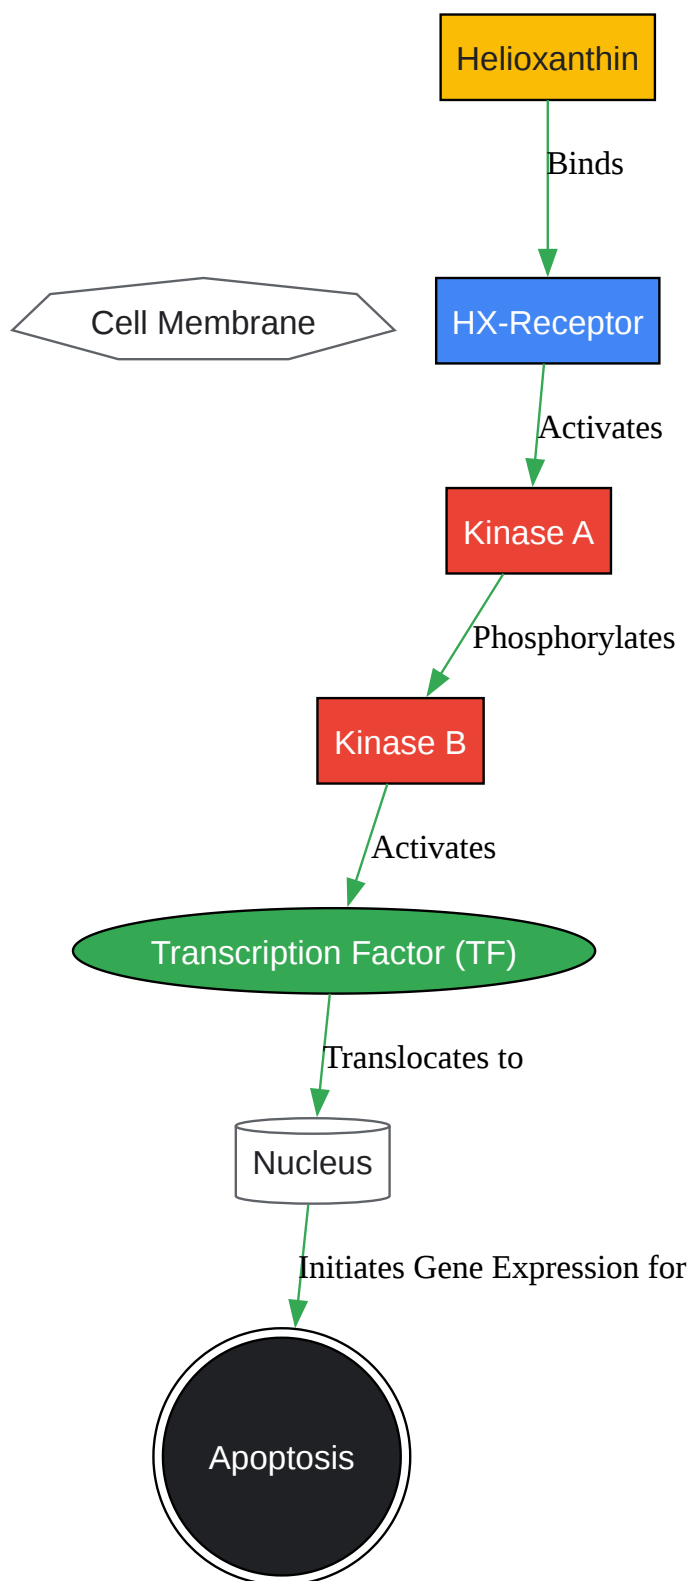 Helioxanthin
Binds
Cell Membrane
HX-Receptor
Activates
Kinase A
Phosphorylates
Kinase B
Activates
Transcription Factor (TF)
Translocates to
Nucleus
Initiates Gene Expression for
Apoptosis